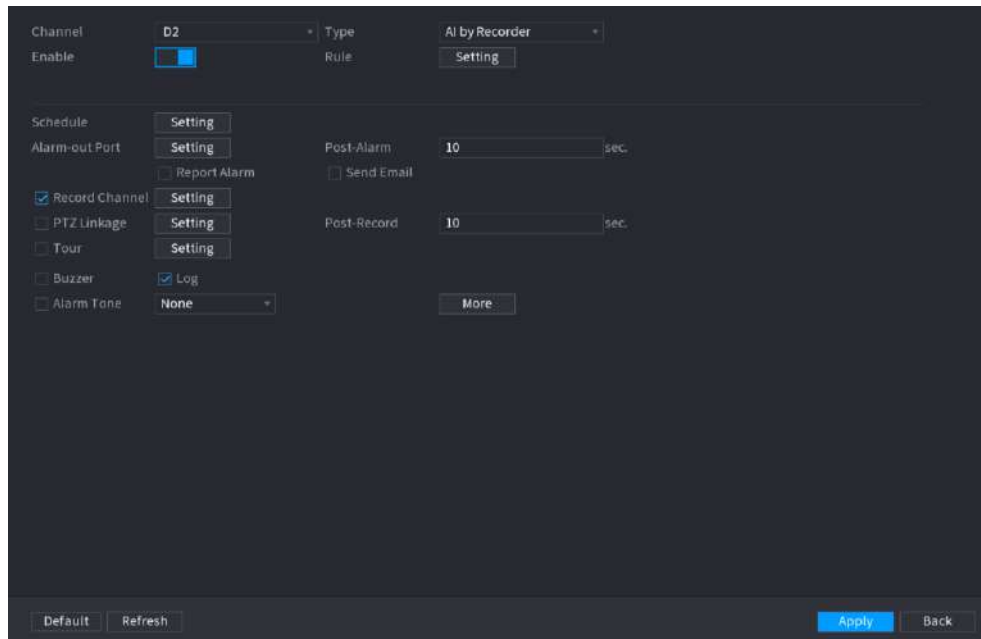 Channel D2 Type AI by Recorder
Enable Rule Setting
Schedule Setting
Alarm-out Port Setting Post-Alarm 10 sec.
Report Alarm Send Email
Record Channel Setting
PTZ Linkage Setting Post-Record 10 sec.
Tour Setting
Buzzer Log
Alarm Tone None More
Default Refresh Apply Back